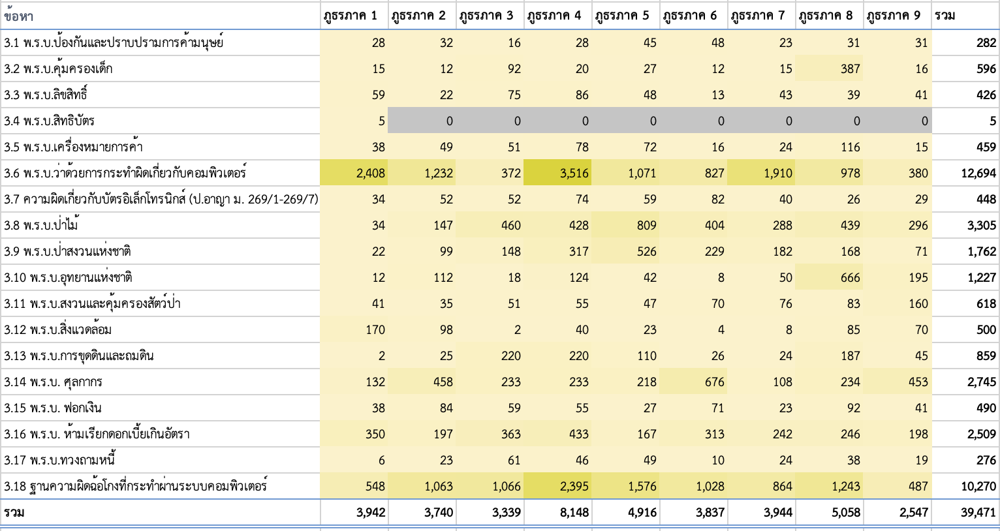 ข้อหา ภูธรภาค 1 ภูธรภาค 2 ภูธรภาค 3 ภูธรภาค 4 ภูธรภาค 5 ภูธรภาค 6 ภูธรภาค 7 ภูธรภาค 8 ภูธรภาค 9 รวม
3.1 พ.ร.บ.ป้องกันและปราบปรามการค้ามนุษย์ 28 32 16 28 45 48 23 31 31 282
3.2 พ.ร.บ.คุ้มครองเด็ก 15 12 92 20 27 12 15 387 16 596
3.3 พ.ร.บ.ลิขสิทธิ์ 59 22 75 86 48 13 43 39 41 426
3.4 พ.ร.บ.สิทธิบัตร 5 0 0 0 0 0 0 0 0 5
3.5 พ.ร.บ.เครื่องหมายการค้า 38 49 51 78 72 16 24 116 15 459
3.6 พ.ร.บ.ว่าด้วยการกระทำผิดเกี่ยวกับคอมพิวเตอร์ 2,408 1,232 372 3,516 1,071 827 1,910 978 380 12,694
3.7 ความผิดเกี่ยวกับบัตรอิเล็กโทรนิกส์ (ป.อาญา ม. 269/1-269/7) 34 52 52 74 59 82 40 26 29 448
3.8 พ.ร.บ.ป่าไม้ 34 147 460 428 809 404 288 439 296 3,305
3.9 พ.ร.บ.ป่าสงวนแห่งชาติ 22 99 148 317 526 229 182 168 71 1,762
3.10 พ.ร.บ.อุทยานแห่งชาติ 12 112 18 124 42 8 50 666 195 1,227
3.11 พ.ร.บ.สงวนและคุ้มครองสัตว์ป่า 41 35 51 55 47 70 76 83 160 618
3.12 พ.ร.บ.สิ่งแวดล้อม 170 98 2 40 23 4 8 85 70 500
3.13 พ.ร.บ.การขุดดินและถมดิน 2 25 220 220 110 26 24 187 45 859
3.14 พ.ร.บ. ศุลกากร 132 458 233 233 218 676 108 234 453 2,745
3.15 พ.ร.บ. ฟอกเงิน 38 84 59 55 27 71 23 92 41 490
3.16 พ.ร.บ. ห้ามเรียกดอกเบี้ยเกินอัตรา 350 197 363 433 167 313 242 246 198 2,509
3.17 พ.ร.บ.ทวงถามหนี้ 6 23 61 46 49 10 24 38 19 276
3.18 ฐานความผิดฉ้อโกงที่กระทำผ่านระบบคอมพิวเตอร์ 548 1,063 1,066 2,395 1,576 1,028 864 1,243 487 10,270
รวม 3,942 3,740 3,339 8,148 4,916 3,837 3,944 5,058 2,547 39,471